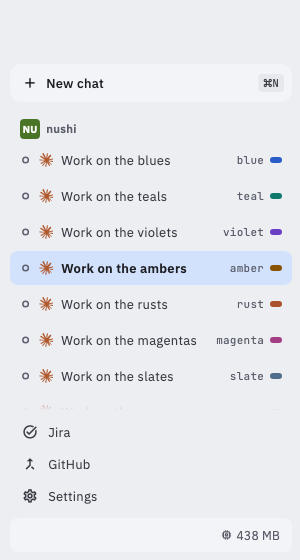 New chat ⌘N
NU nushi
Work on the blues blue
Work on the teals teal
Work on the violets violet
Work on the ambers amber
Work on the rusts rust
Work on the magentas magenta
Work on the slates slate
Jira
GitHub
Settings
438 MB